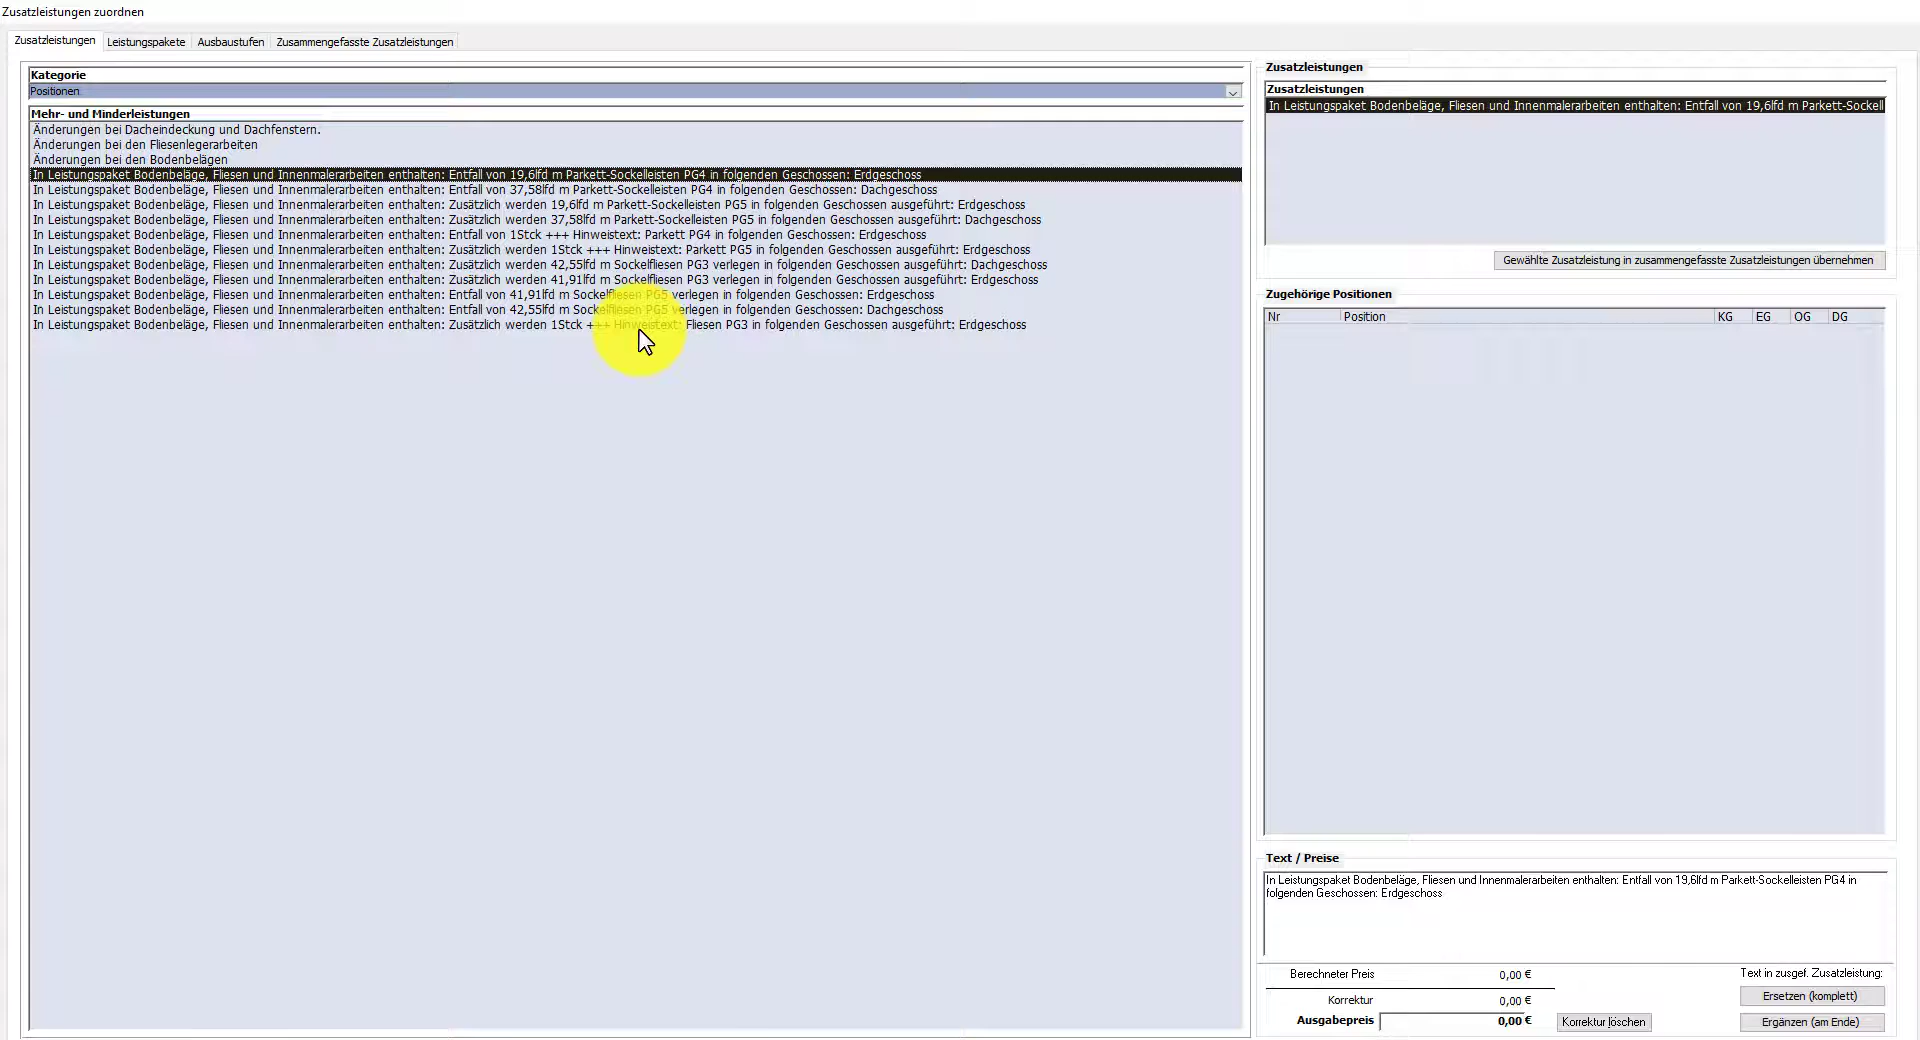 Zusatzleistungen zuordnen
Zusatzleistungen Leistungspakete Ausbaustufen Zusammengefasste Zusatzleistungen
Kategorie
Positionen
Mehr- und Minderleistungen
Änderungen bei Dacheindeckung und Dachfenstern.
Änderungen bei den Fliesenlegerarbeiten
Änderungen bei den Bodenbelägen
In Leistungspaket Bodenbeläge, Fliesen und Innenmalerarbeiten enthalten: Entfall von 19,6lfd m Parkett-Sockelleisten PG4 in folgenden Geschossen: Erdgeschoss
In Leistungspaket Bodenbeläge, Fliesen und Innenmalerarbeiten enthalten: Entfall von 37,58lfd m Parkett-Sockelleisten PG4 in folgenden Geschossen: Dachgeschoss
In Leistungspaket Bodenbeläge, Fliesen und Innenmalerarbeiten enthalten: Zusätzlich werden 19,6lfd m Parkett-Sockelleisten PG5 in folgenden Geschossen ausgeführt: Erdgeschoss
In Leistungspaket Bodenbeläge, Fliesen und Innenmalerarbeiten enthalten: Zusätzlich werden 37,58lfd m Parkett-Sockelleisten PG5 in folgenden Geschossen ausgeführt: Dachgeschoss
In Leistungspaket Bodenbeläge, Fliesen und Innenmalerarbeiten enthalten: Entfall von 1Stck +++ Hinweistext: Parkett PG4 in folgenden Geschossen: Erdgeschoss
In Leistungspaket Bodenbeläge, Fliesen und Innenmalerarbeiten enthalten: Zusätzlich werden 1Stck +++ Hinweistext: Parkett PG5 in folgenden Geschossen ausgeführt: Erdgeschoss
In Leistungspaket Bodenbeläge, Fliesen und Innenmalerarbeiten enthalten: Zusätzlich werden 42,55lfd m Sockelfliesen PG3 verlegen in folgenden Geschossen ausgeführt: Dachgeschoss
In Leistungspaket Bodenbeläge, Fliesen und Innenmalerarbeiten enthalten: Zusätzlich werden 41,91lfd m Sockelfliesen PG3 verlegen in folgenden Geschossen ausgeführt: Erdgeschoss
In Leistungspaket Bodenbeläge, Fliesen und Innenmalerarbeiten enthalten: Entfall von 41,91lfd m Sockelfliesen PG5 verlegen in folgenden Geschossen: Erdgeschoss
In Leistungspaket Bodenbeläge, Fliesen und Innenmalerarbeiten enthalten: Entfall von 42,55lfd m Sockelfliesen PG5 verlegen in folgenden Geschossen: Dachgeschoss
In Leistungspaket Bodenbeläge, Fliesen und Innenmalerarbeiten enthalten: Zusätzlich werden 1Stck +++ Hinweistext: Fliesen PG3 in folgenden Geschossen ausgeführt: Erdgeschoss
Zusatzleistungen
Zusatzleistungen
In Leistungspaket Bodenbeläge, Fliesen und Innenmalerarbeiten enthalten: Entfall von 19,6lfd m Parkett-Sockell
Gewählte Zusatzleistung in zusammengefasste Zusatzleistungen übernehmen
Zugehörige Positionen
Nr Position KG EG OG DG
Text / Preise
In Leistungspaket Bodenbeläge, Fliesen und Innenmalerarbeiten enthalten: Entfall von 19,6lfd m Parkett-Sockelleisten PG4 in
folgenden Geschossen: Erdgeschoss
Berechneter Preis 0,00 € Text in zusgef. Zusatzleistung:
Korrektur 0,00 € Ersetzen (komplett)
Ausgabepreis 0,00 € Korrektur löschen Ergänzen (am Ende)